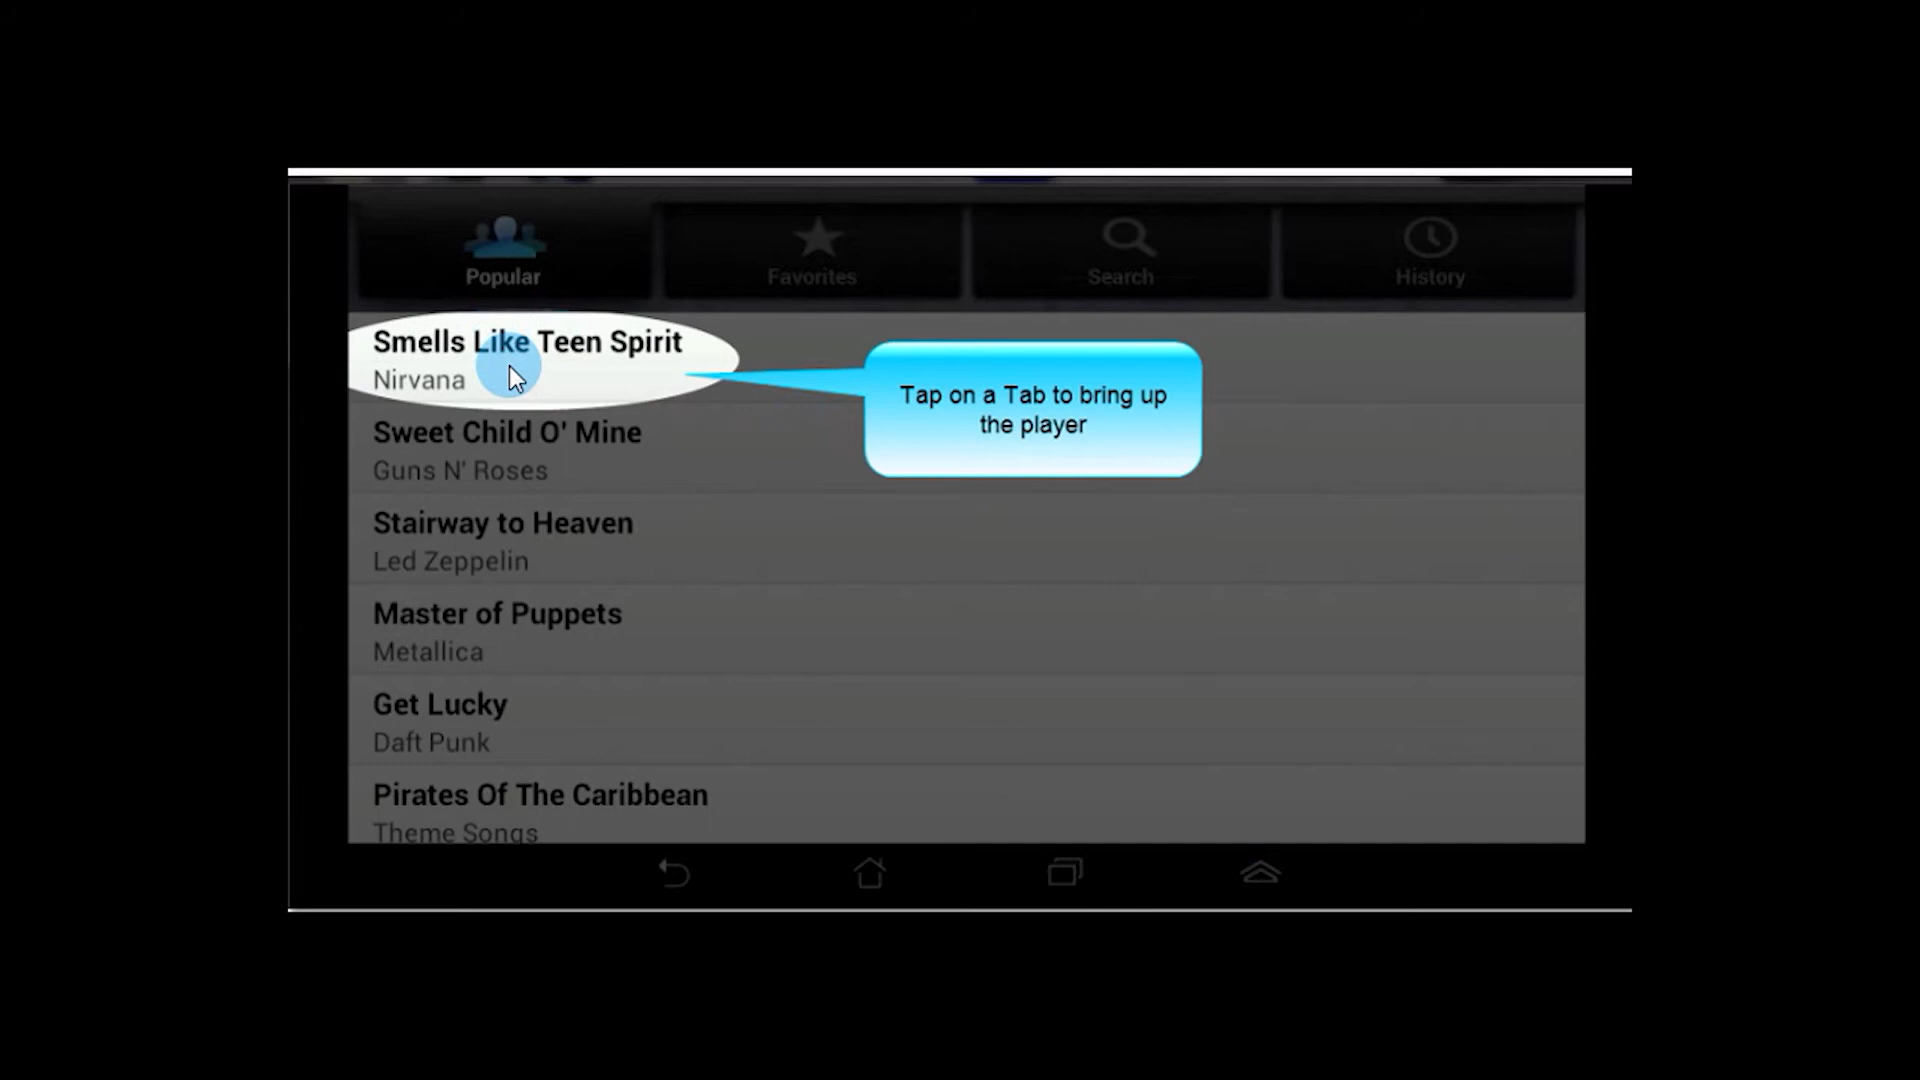 Popular
Favorites
Search
History
Smells Like Teen Spirit
Nirvana
Tap on a Tab to bring up
the player
Sweet Child O' Mine
Guns N' Roses
Stairway to Heaven
Led Zeppelin
Master of Puppets
Metallica
Get Lucky
Daft Punk
Pirates Of The Caribbean
Theme Songs